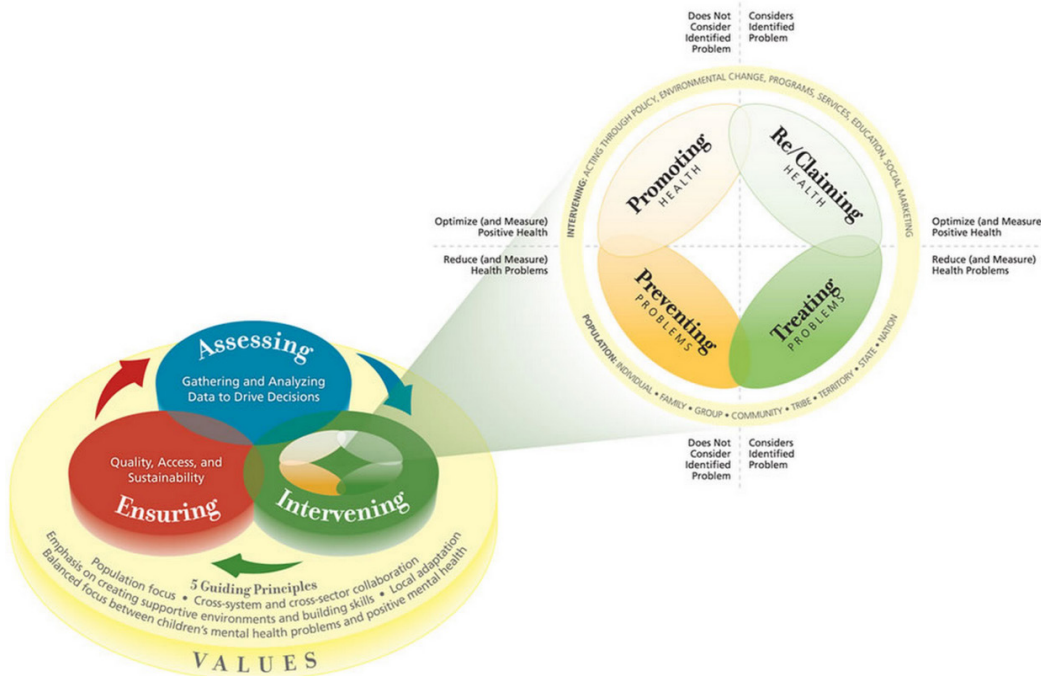 Does Not
Consider
Identified
Problem
Considers
Identified
Problem
INTERVENING: ACTING THROUGH POLICY, ENVIRONMENTAL CHANGE, PROGRAMS, SERVICES, EDUCATION, SOCIAL MARKETING
Promoting
HEALTH
Re/Claiming
HEALTH
Optimize (and Measure)
Positive Health
Optimize (and Measure
Positive Health
Reduce (and Measure)
Health Problems
Reduce (and Measure)
Health Problems
Preventing
PROBLEMS
Treating
PROBLEMS
POPULATION: INDIVIDUAL • FAMILY • GROUP • COMMUNITY • TRIBE • TERRITORY • STATE • NATION
Does Not
Consider
Identified
Problem
Considers
Identified
Problem
Assessing
Gathering and Analyzing
Data to Drive Decisions
Quality, Access, and
Sustainability
Ensuring
Intervening
5 Guiding Principles
Population focus • Cross-system and cross-sector collaboration
Emphasis on creating supportive environments and building skills • Local adaptation
Balanced focus between children's mental health problems and positive mental health
VALUES